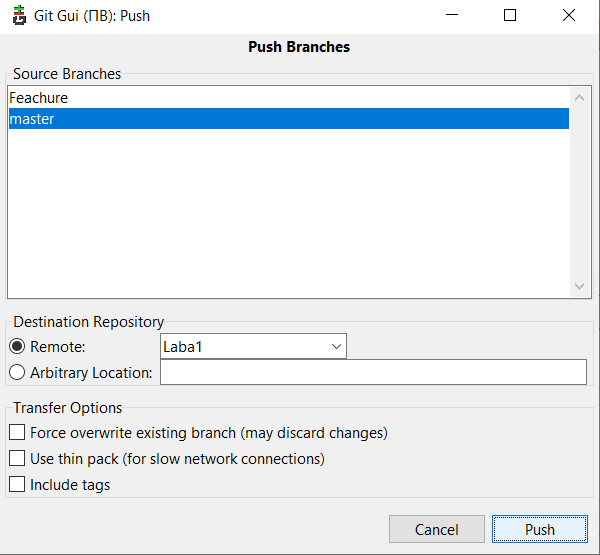 Git Gui (ПВ): Push
Push Branches
Source Branches
Feachure
master
Destination Repository
Remote: Laba1
Arbitrary Location:
Transfer Options
Force overwrite existing branch (may discard changes)
Use thin pack (for slow network connections)
Include tags
Cancel Push